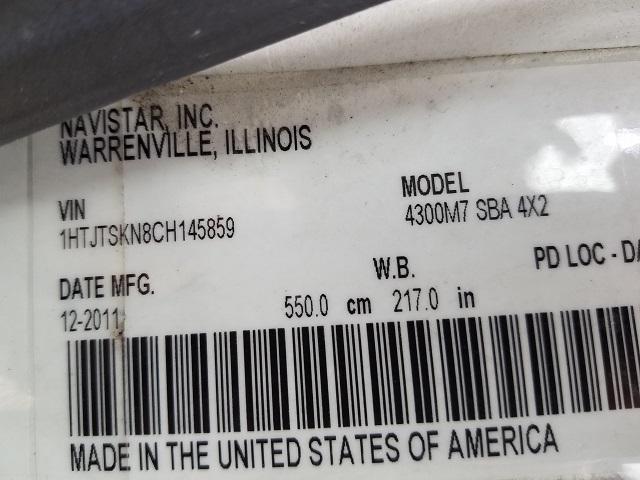 NAVISTAR, INC.
WARRENVILLE, ILLINOIS
VIN
1HTJTSKN8CH145859
MODEL
4300M7 SBA 4X2
DATE MFG.
12-2011
W.B.
550.0 cm 217.0 in
PD LOC - DA
MADE IN THE UNITED STATES OF AMERICA